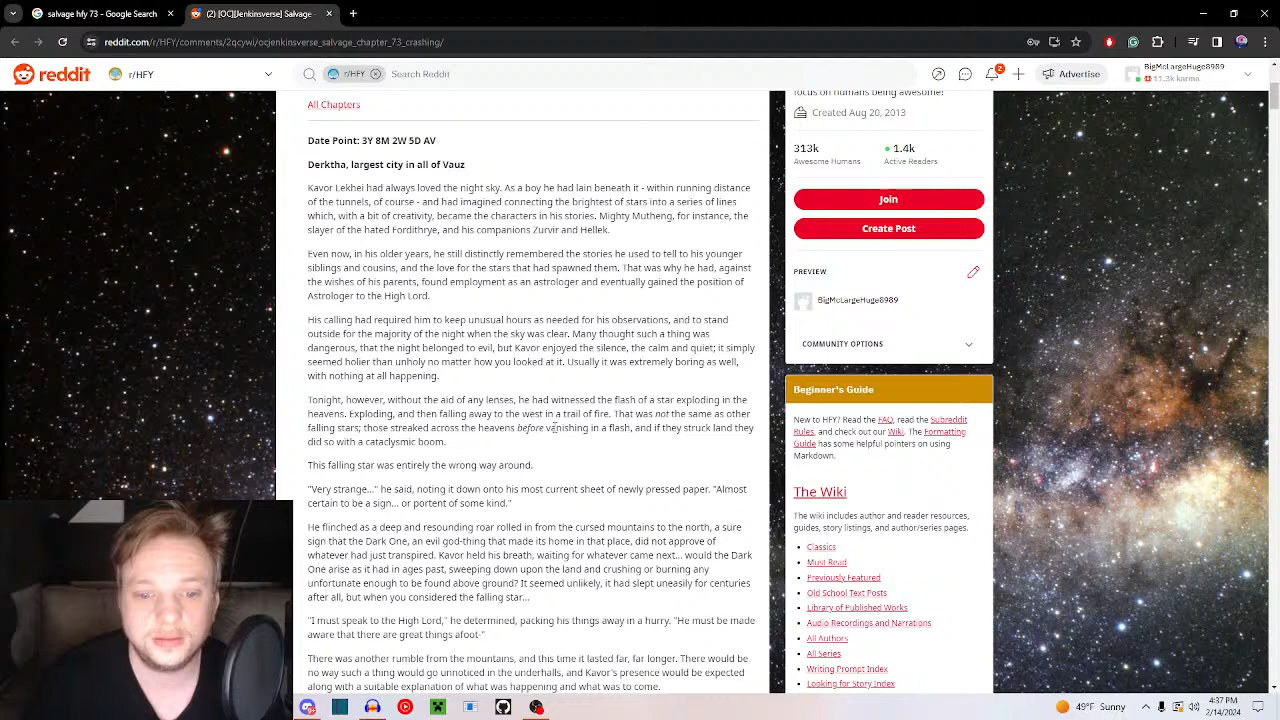 salvage hfy 73 - Google Search
(2) [OC][Jenkinsverse] Salvage
reddit.com/r/HFY/comments/2qcywi/ocjenkinsverse_salvage_chapter_73_crashing/
reddit
r/HFY
r/HFY
Search Reddit
2
Advertise
BigMcLargeHuge8989
11.3k karma
All Chapters
Date Point: 3Y 8M 2W 5D AV
Derktha, largest city in all of Vauz
Kavor Lekhei had always loved the night sky. As a boy he had lain beneath it - within running distance
of the tunnels, of course - and had imagined connecting the brightest of stars into a series of lines
which, with a bit of creativity, became the characters in his stories. Mighty Mutheng, for instance, the
slayer of the hated Fordithrye, and his companions Zurvir and Hellek.
Even now, in his older years, he still distinctly remembered the stories he used to tell to his younger
siblings and cousins, and the love for the stars that had spawned them. That was why he had, against
the wishes of his parents, found employment as an astrologer and eventually gained the position of
Astrologer to the High Lord.
His calling had required him to keep unusual hours as needed for his observations, and to stand
outside for the majority of the night when the sky was clear. Many thought such a thing was
dangerous, that the night belonged to evil, but Kavor enjoyed the silence, the calm and quiet; it simply
seemed holier than unholy no matter how you looked at it. Usually it was extremely boring as well,
with nothing at all happening.
Tonight, however, without the aid of any lenses, he had witnessed the flash of a star exploding in the
heavens. Exploding, and then falling away to the west in a trail of fire. That was not the same as other
falling stars, those streaked across the heavens before vanishing in a flash, and if they struck land they
did so with a cataclysmic boom.
This falling star was entirely the wrong way around.
"Very strange..." he said, noting it down onto his most current sheet of newly pressed paper. "Almost
certain to be a sign... or portent of some kind."
He flinched as a deep and resounding roar rolled in from the cursed mountains to the north, a sure
sign that the Dark One, an evil god-thing that made its home in that place, did not approve of
whatever had just transpired. Kavor held his breath, waiting for whatever came next... would the Dark
One arise as it had in ages past, sweeping down upon the land and crushing or burning any
unfortunate enough to be found above ground? It seemed unlikely, it had slept uneasily for centuries
after all, but when you considered the falling star...
"I must speak to the High Lord," he determined, packing his things away in a hurry. "He must be made
aware that there are great things afoot-"
There was another rumble from the mountains, and this time it lasted far, far longer. There would be
no way such a thing would go unnoticed in the underhalls, and Kavor's presence would be expected
along with a suitable explanation of what was happening and what was to come.
focus on humans being awesome!
Created Aug 20, 2013
313k
1.4k
Awesome Humans
Active Readers
Join
Create Post
PREVIEW
BigMcLargeHuge8989
COMMUNITY OPTIONS
Beginner's Guide
New to HFY? Read the FAQ, read the Subreddit
Rules, and check out our Wiki. The Formatting
Guide has some helpful pointers on using
Markdown.
The Wiki
The wiki includes author and reader resources,
guides, story listings, and author/series pages.
Classics
Must Read
Previously Featured
Old School Text Posts
Library of Published Works
Audio Recordings and Narrations
All Authors
All Series
Writing Prompt Index
Looking for Story Index
49°F Sunny
4:37 PM
2/14/2024